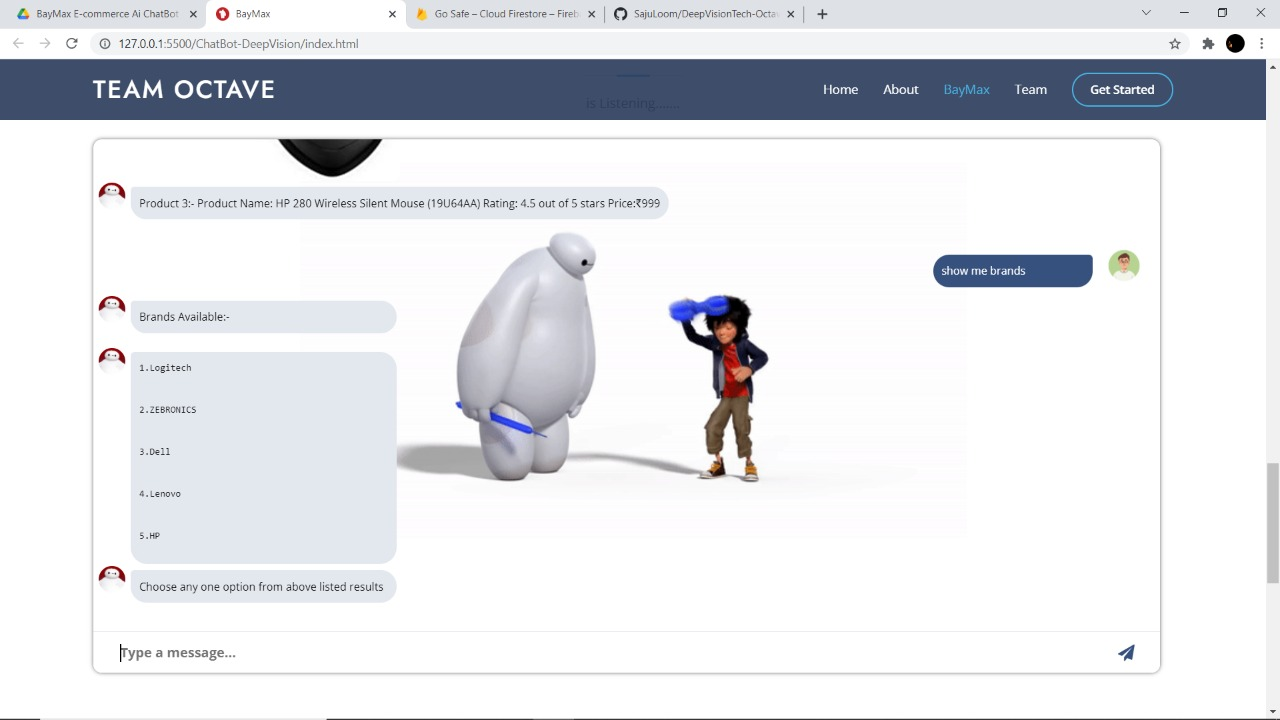 BayMax E-commerce Ai ChatBot
BayMax
Go Safe – Cloud Firestore – Fireb
SajuLoom/DeepVisionTech-Octav
127.0.0.1:5500/ChatBot-DeepVision/index.html
TEAM OCTAVE
Home
About
BayMax
Team
Get Started
is Listening.......
Product 3:- Product Name: HP 280 Wireless Silent Mouse (19U64AA) Rating: 4.5 out of 5 stars Price:₹999
show me brands
Brands Available:-
1.Logitech
2.ZEBRONICS
3.Dell
4.Lenovo
5.HP
Choose any one option from above listed results
Type a message...